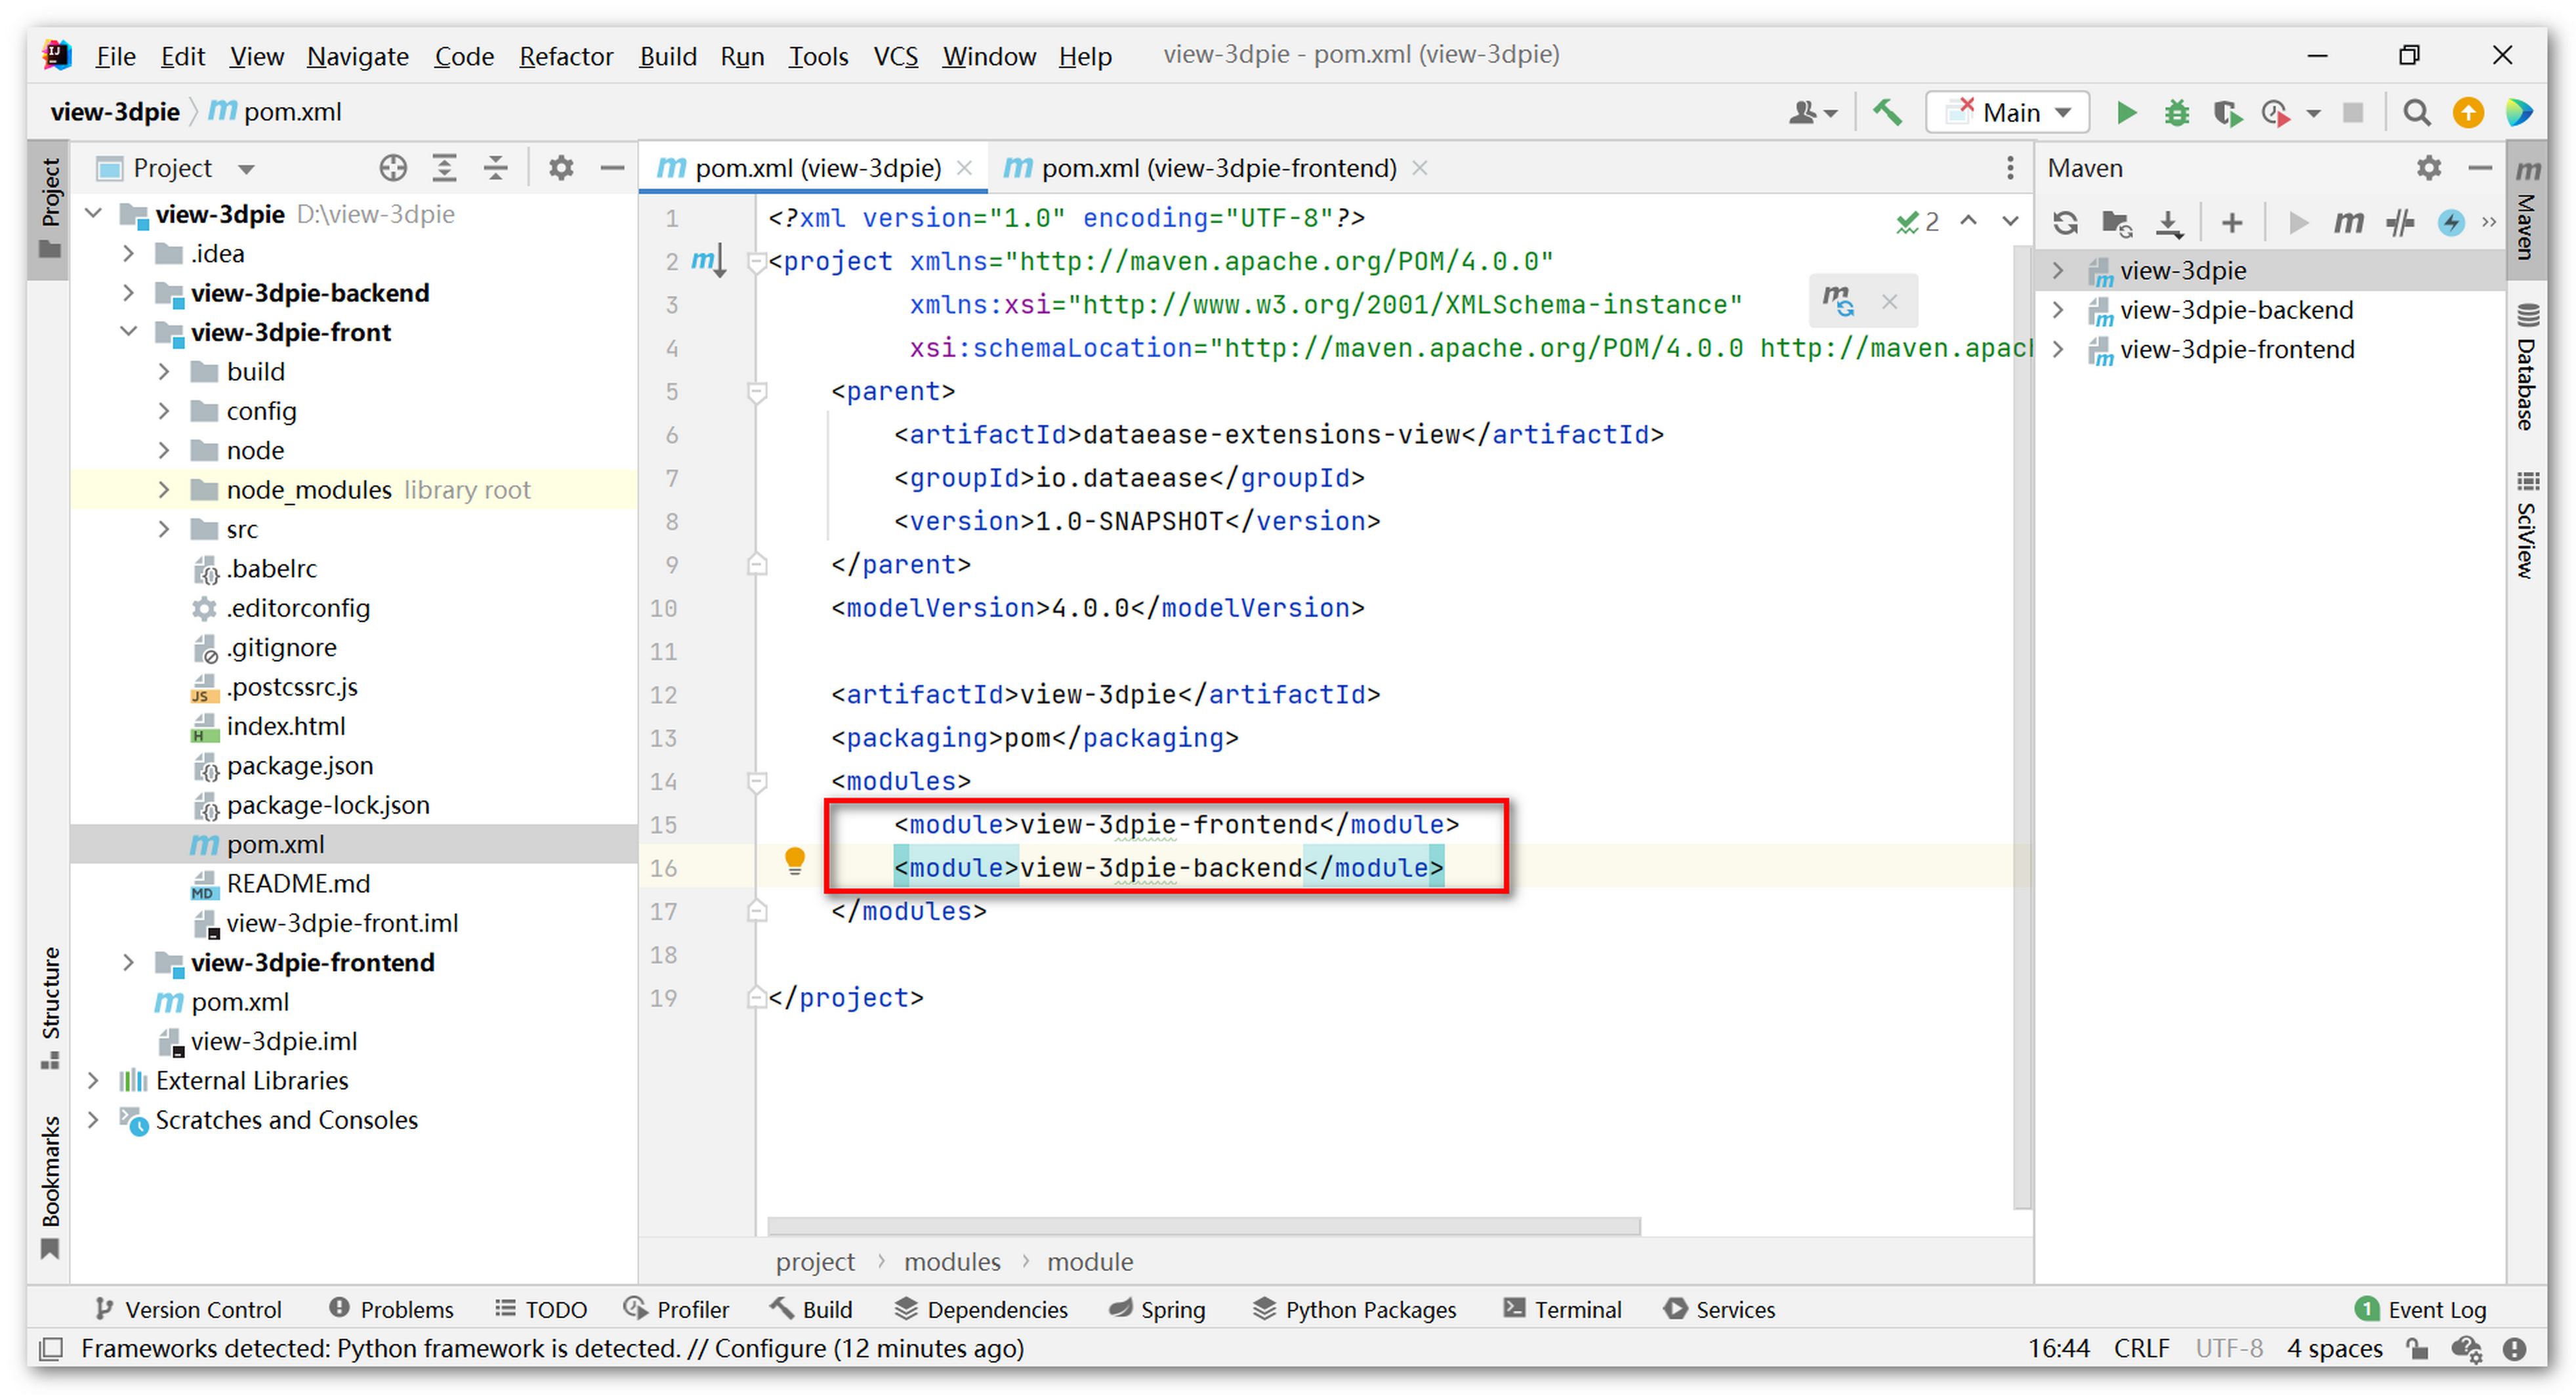 File Edit View Navigate Code Refactor Build Run Tools VCS Window Help view-3dpie - pom.xml (view-3dpie)
view-3dpie pom.xml Main
Project
Project
view-3dpie D:\view-3dpie
.idea
view-3dpie-backend
view-3dpie-front
build
config
node
node_modules library root
src
.babelrc
.editorconfig
.gitignore
.postcssrc.js
index.html
package.json
package-lock.json
pom.xml
README.md
view-3dpie-front.iml
view-3dpie-frontend
pom.xml
view-3dpie.iml
External Libraries
Scratches and Consoles
Structure
Bookmarks
pom.xml (view-3dpie) pom.xml (view-3dpie-frontend)
2
1 <?xml version="1.0" encoding="UTF-8"?>
2 <project xmlns="http://maven.apache.org/POM/4.0.0"
3 xmlns:xsi="http://www.w3.org/2001/XMLSchema-instance"
4 xsi:schemaLocation="http://maven.apache.org/POM/4.0.0 http://maven.apac
5 <parent>
6 <artifactId>dataease-extensions-view</artifactId>
7 <groupId>io.dataease</groupId>
8 <version>1.0-SNAPSHOT</version>
9 </parent>
10 <modelVersion>4.0.0</modelVersion>
11
12 <artifactId>view-3dpie</artifactId>
13 <packaging>pom</packaging>
14 <modules>
15 <module>view-3dpie-frontend</module>
16 <module>view-3dpie-backend</module>
17 </modules>
18
19 </project>
project modules module
Maven
view-3dpie
view-3dpie-backend
view-3dpie-frontend
Maven
Database
SciView
Version Control Problems TODO Profiler Build Dependencies Spring Python Packages Terminal Services 1 Event Log
Frameworks detected: Python framework is detected. // Configure (12 minutes ago) 16:44 CRLF UTF-8 4 spaces